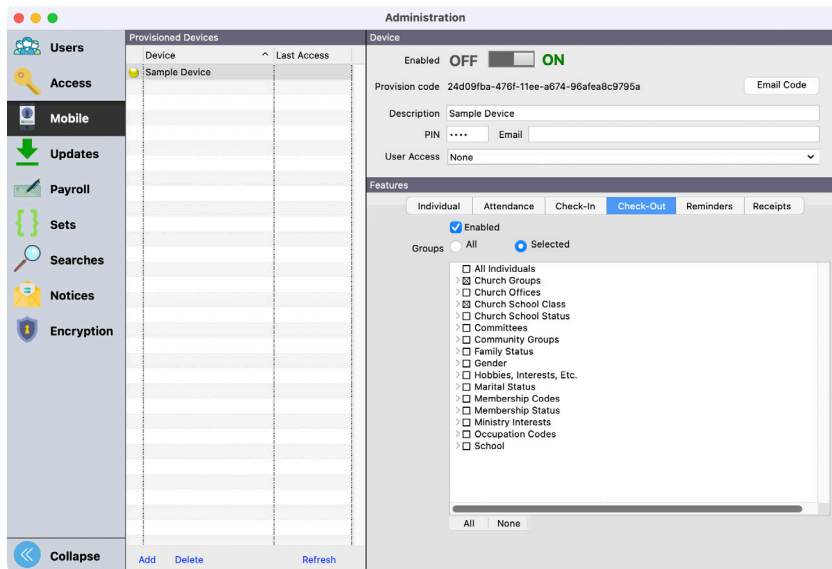 Administration
Users
Access
Mobile
Updates
Payroll
Sets
Searches
Notices
Encryption
Collapse
Provisioned Devices
Device ^ Last Access
Sample Device
Add Delete Refresh
Device
Enabled OFF ON
Provision code 24d09fba-476f-11ee-a674-96afea8c9795a Email Code
Description Sample Device
PIN •••• Email
User Access None
Features
Individual Attendance Check-In Check-Out Reminders Receipts
Enabled
Groups All Selected
All Individuals
Church Groups
Church Offices
Church School Class
Church School Status
Committees
Community Groups
Family Status
Gender
Hobbies, Interests, Etc.
Marital Status
Membership Codes
Membership Status
Ministry Interests
Occupation Codes
School
All None